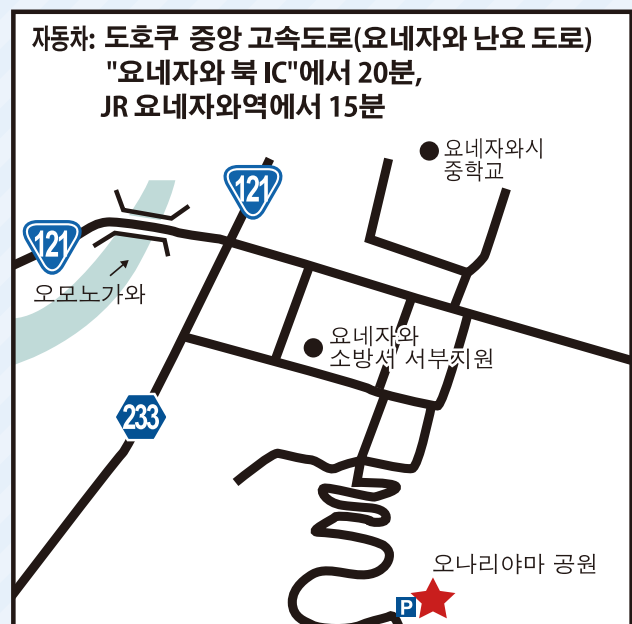 자동차: 도호쿠 중앙 고속도로(요네자와 난요 도로)
"요네자와 북 IC"에서 20분,
JR 요네자와역에서 15분
요네자와시
중학교
121
121
오모노가와
요네자와
소방서 서부지원
233
오나리야마 공원
P